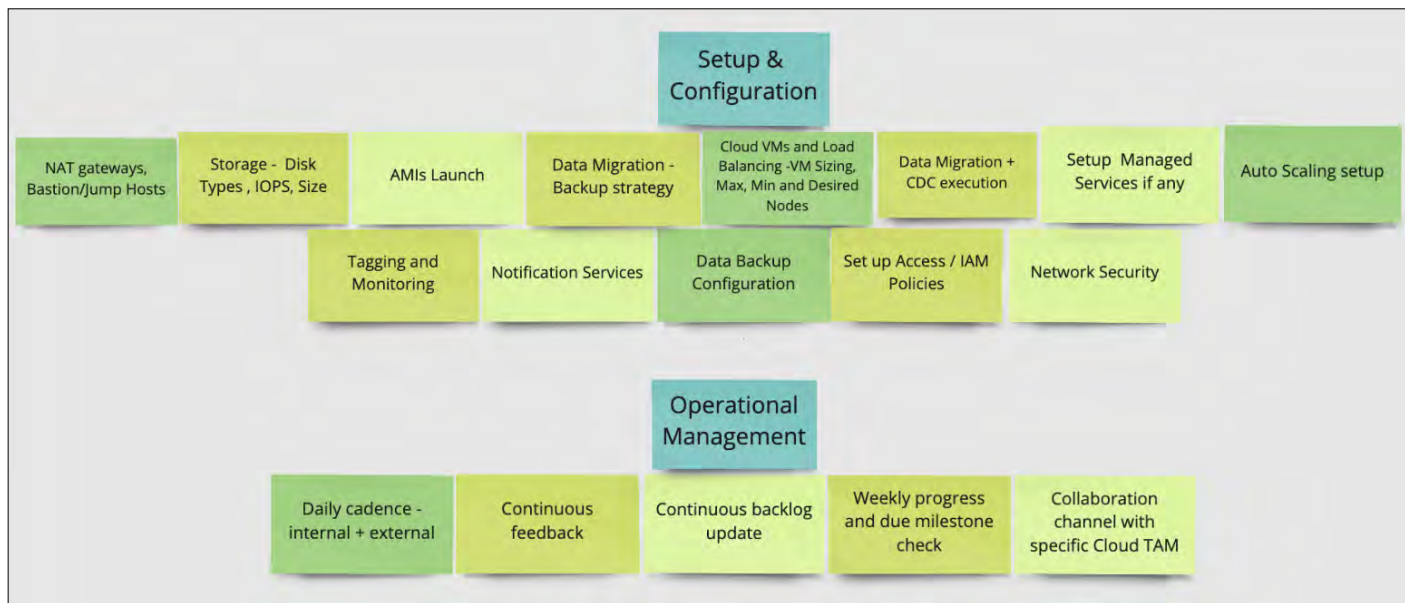 Setup &
Configuration
NAT gateways,
Bastion/Jump Hosts
Storage - Disk
Types , IOPS, Size
AMIs Launch
Data Migration -
Backup strategy
Cloud VMs and Load
Balancing -VM Sizing,
Max, Min and Desired
Nodes
Data Migration +
CDC execution
Setup Managed
Services if any
Auto Scaling setup
Tagging and
Monitoring
Notification Services
Data Backup
Configuration
Set up Access / IAM
Policies
Network Security
Operational
Management
Daily cadence -
internal + external
Continuous
feedback
Continuous backlog
update
Weekly progress
and due milestone
check
Collaboration
channel with
specific Cloud TAM